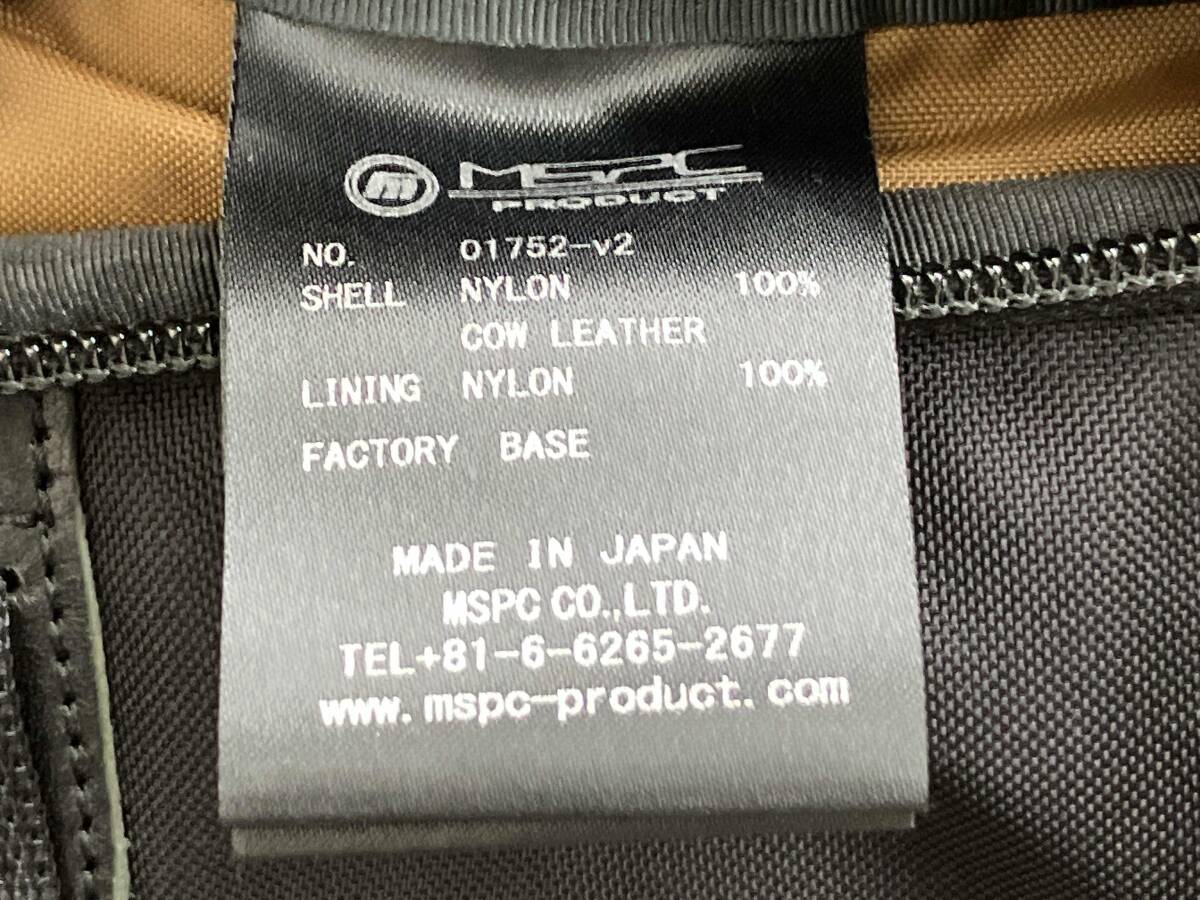 m MSPC
PRODUCT
NO. 01752-v2
SHELL NYLON 100%
COW LEATHER
LINING NYLON 100%
FACTORY BASE
MADE IN JAPAN
MSPC CO.,LTD.
TEL+81-6-6265-2677
www.mspc-product.com